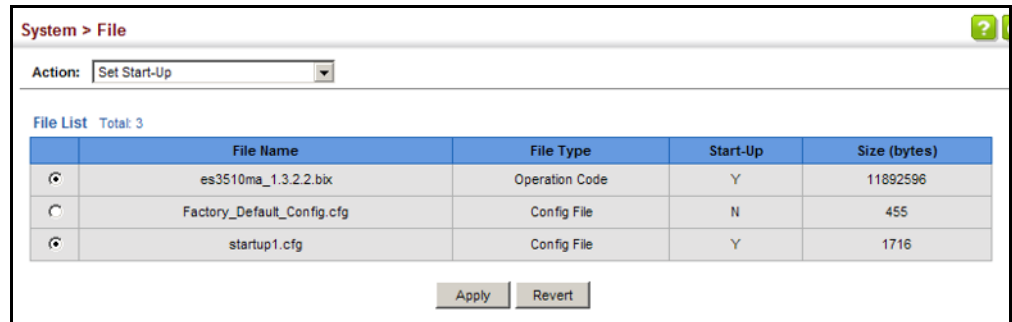 System > File
?
Action: Set Start-Up
File List Total: 3
File Name File Type Start-Up Size (bytes)
es3510ma_1.3.2.2.bix Operation Code Y 11892596
Factory_Default_Config.cfg Config File N 455
startup1.cfg Config File Y 1716
Apply Revert